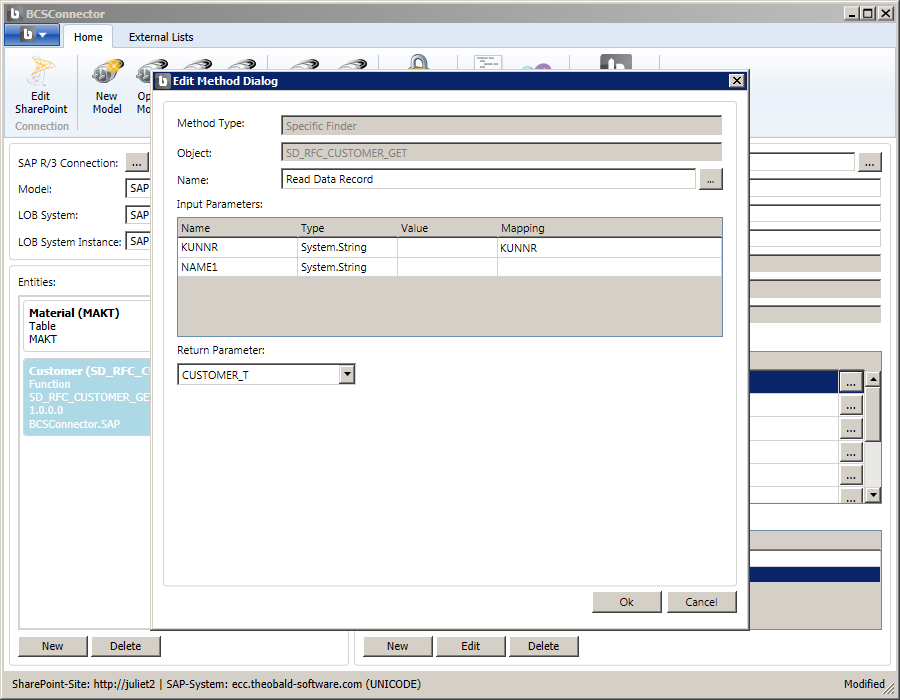 BCSConnector
Home
External Lists
Edit
SharePoint
Connection
New
Model
Op
Mo
SAP R/3 Connection:
...
...
Model:
SAP
LOB System:
SAP
LOB System Instance:
SAP
Entities:
Material (MAKT)
Table
MAKT
Customer (SD_RFC_C
Function
SD_RFC_CUSTOMER_GE
1.0.0.0
BCSConnector.SAP
New
Delete
Edit Method Dialog
Method Type:
Specific Finder
Object:
SD_RFC_CUSTOMER_GET
Name:
Read Data Record
...
Input Parameters:
Name Type Value Mapping
KUNNR System.String KUNNR
NAME1 System.String
Return Parameter:
CUSTOMER_T
Ok
Cancel
...
...
...
...
...
...
New
Edit
Delete
SharePoint-Site: http://juliet2 | SAP-System: ecc.theobald-software.com (UNICODE)
Modified